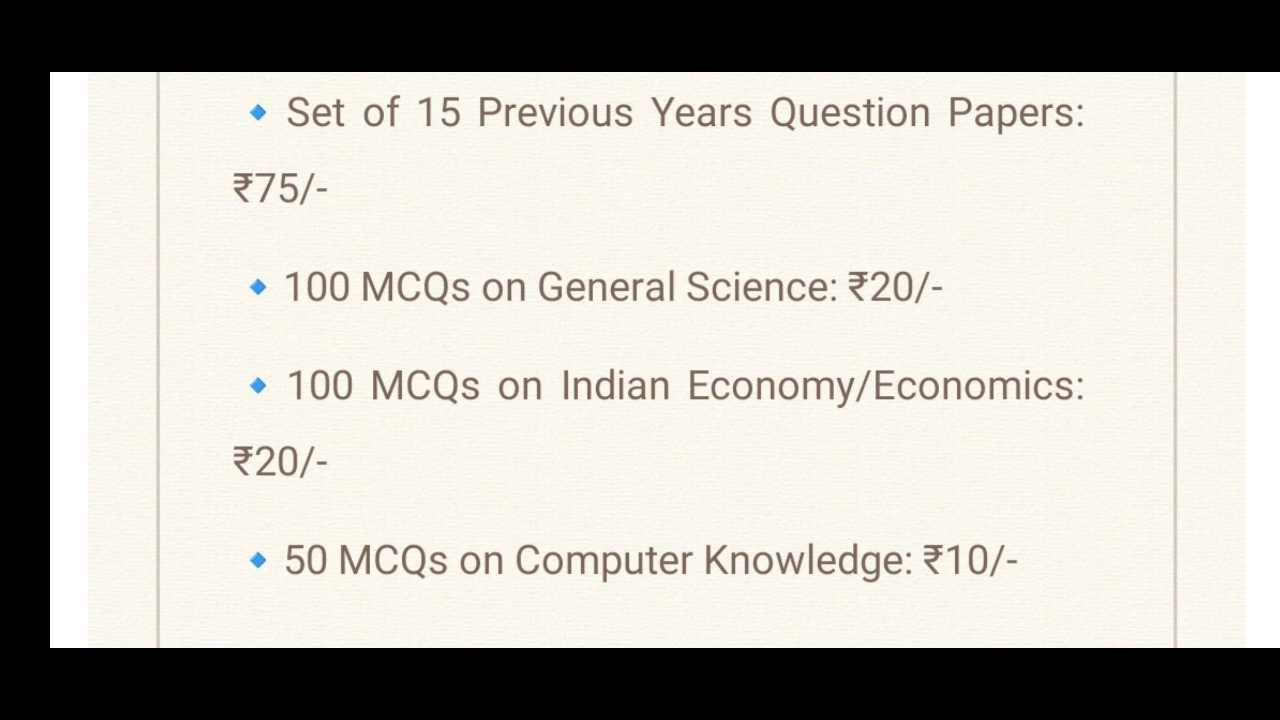 🔹 Set of 15 Previous Years Question Papers:
₹75/-
🔹 100 MCQs on General Science: ₹20/-
🔹 100 MCQs on Indian Economy/Economics:
₹20/-
🔹 50 MCQs on Computer Knowledge: ₹10/-